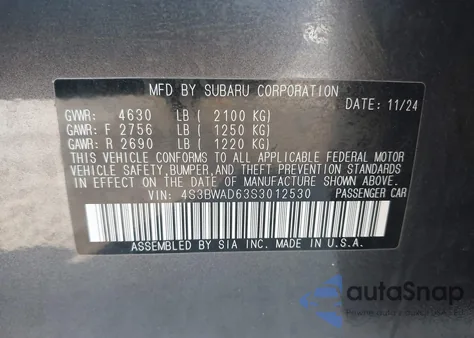 MFD BY SUBARU CORPORATION
DATE: 11/24
GVWR: 4630 LB ( 2100 KG)
GAWR: F 2756 LB ( 1250 KG)
GAWR: R 2690 LB ( 1220 KG)
THIS VEHICLE CONFORMS TO ALL APPLICABLE FEDERAL MOTOR
VEHICLE SAFETY, BUMPER, AND THEFT PREVENTION
STANDARDS IN EFFECT ON THE DATE OF MANUFACTURE SHOWN ABOVE.
VIN: 4S3BWAD63S3012530 PASSENGER CAR
ASSEMBLED BY SIA INC. MADE IN U.S.A.
autoSnap